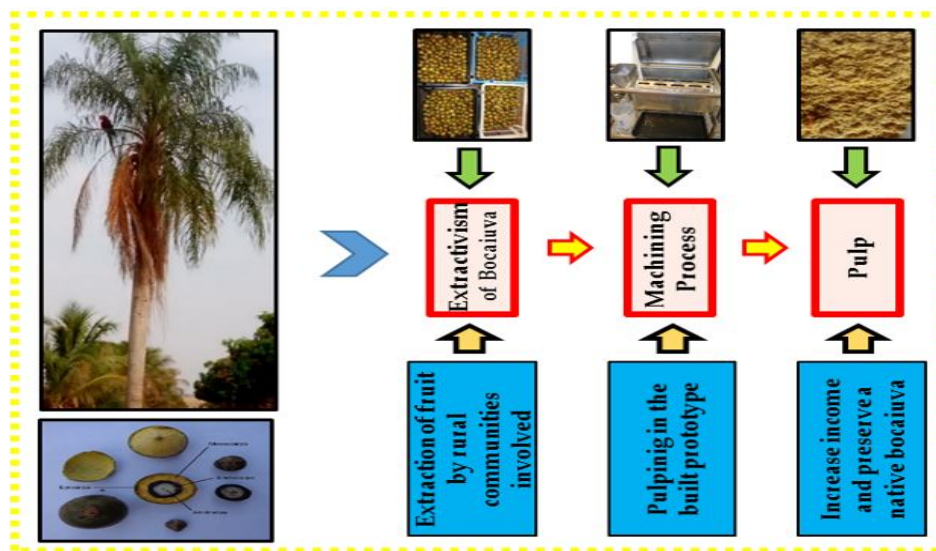 Extractivism
of Bocaiuva
Machining
Process
Pulp
Extraction of fruit
by rural
communities
involved
Pulpinig in the
built prototype
Increase income
and preserve a
native bocaiuva